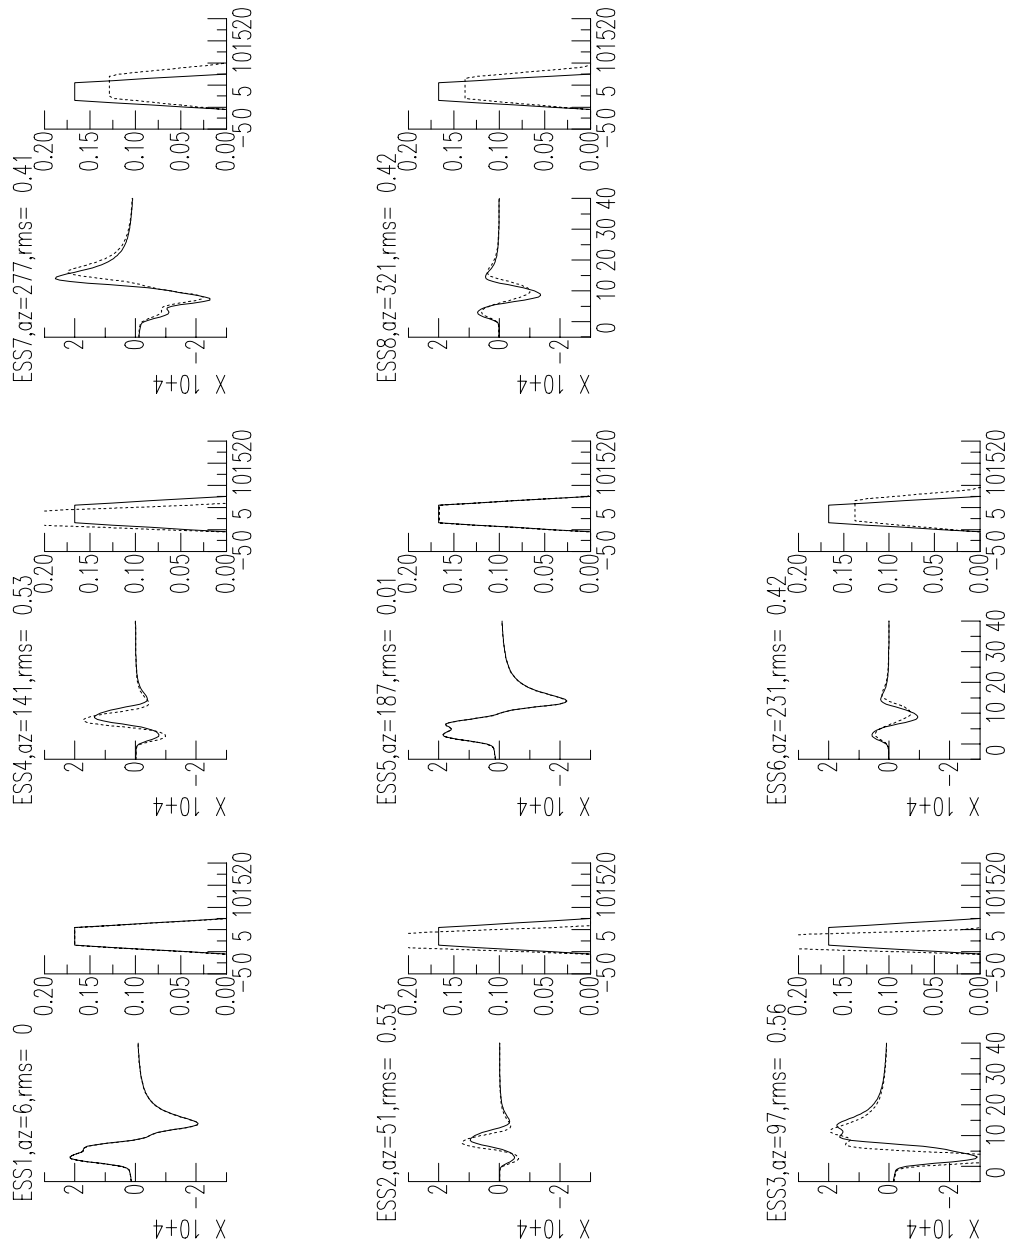 ESS1,az=6,rms= 0
2
0
-2
X 10+4
0.20
0.15
0.10
0.05
0.00
-5 0 5 10 15 20
ESS4,az=141,rms= 0.53
2
0
-2
X 10+4
0.20
0.15
0.10
0.05
0.00
-5 0 5 10 15 20
ESS7,az=277,rms= 0.41
2
0
-2
X 10+4
0.20
0.15
0.10
0.05
0.00
-5 0 5 10 15 20
ESS2,az=51,rms= 0.53
2
0
-2
X 10+4
0.20
0.15
0.10
0.05
0.00
-5 0 5 10 15 20
ESS5,az=187,rms= 0.01
2
0
-2
X 10+4
0.20
0.15
0.10
0.05
0.00
-5 0 5 10 15 20
ESS8,az=321,rms= 0.42
2
0
-2
X 10+4
0 10 20 30 40
0.20
0.15
0.10
0.05
0.00
-5 0 5 10 15 20
ESS3,az=97,rms= 0.56
2
0
-2
X 10+4
0 10 20 30 40
0.20
0.15
0.10
0.05
0.00
-5 0 5 10 15 20
ESS6,az=231,rms= 0.42
2
0
-2
X 10+4
0 10 20 30 40
0.20
0.15
0.10
0.05
0.00
-5 0 5 10 15 20